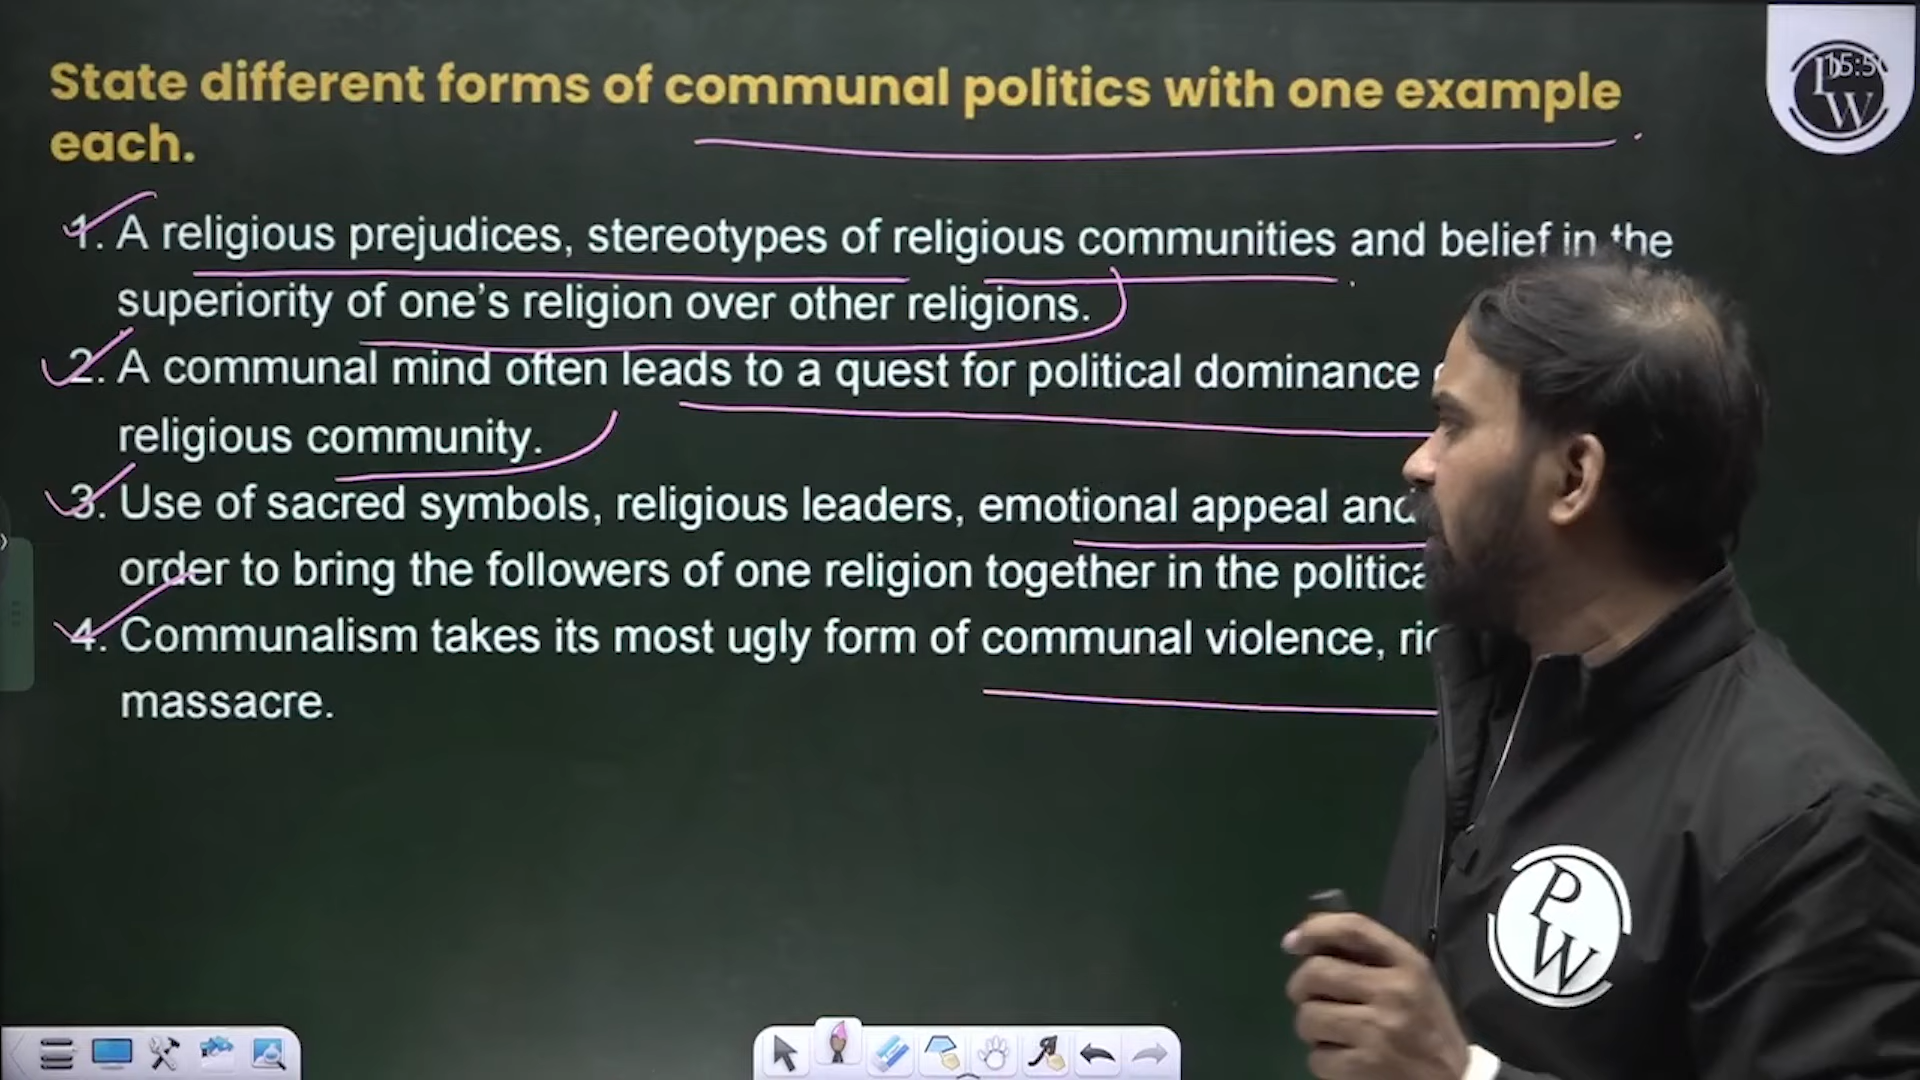 State different forms of communal politics with one example
each.
1. A religious prejudices, stereotypes of religious communities and belief in the
superiority of one's religion over other religions.
2. A communal mind often leads to a quest for political dominance
religious community.
3. Use of sacred symbols, religious leaders, emotional appeal and
order to bring the followers of one religion together in the
4. Communalism takes its most ugly form of communal violence,
massacre.
PW
15:5
P
W